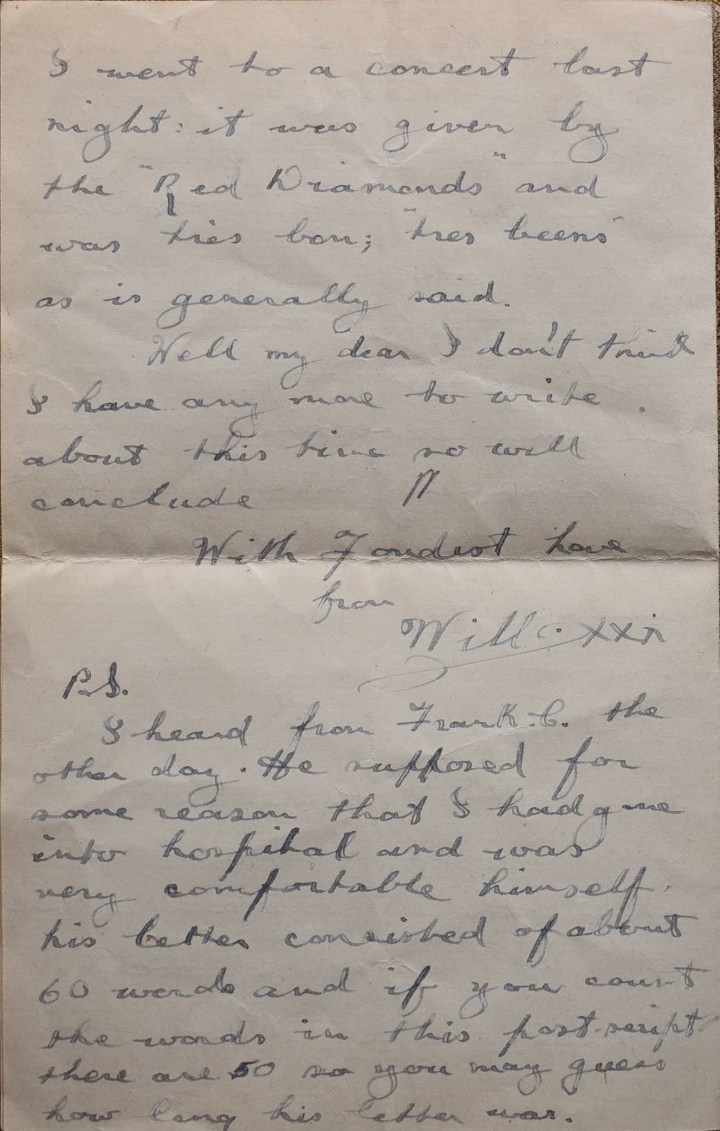 I went to a concert last
night: it was given by
the "Red Diamonds" and
was très bon; "tres beens"
as is generally said.
Well my dear I don't think
I have any more to write
about this time so will
conclude
With Fondest love
from
Will. xxx
P.S.
I heard from Frank. C. the
other day. He supposed for
some reason that I had gone
into hospital and was
very comfortable himself.
his letter consisted of about
60 words and if you count
the words in this post-script
there are 50 so you may guess
how long his letter was.